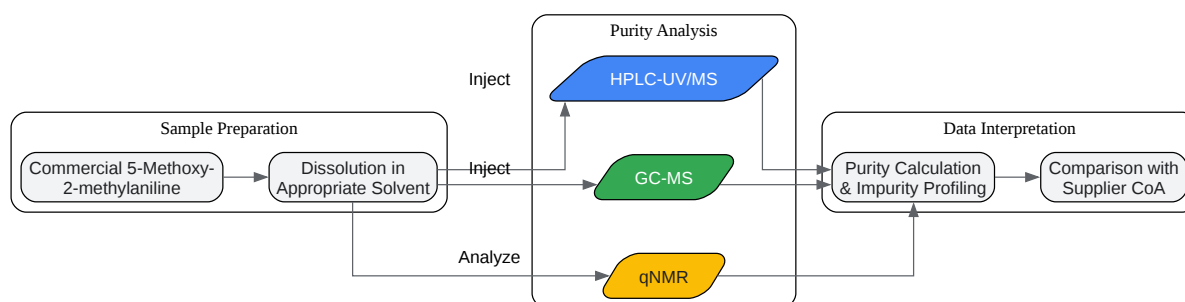 Purity Analysis
Inject
HPLC-UV/MS
Sample Preparation
Data Interpretation
Commercial 5-Methoxy-
2-methylaniline
Dissolution in
Appropriate Solvent
Inject
GC-MS
Purity Calculation
& Impurity Profiling
Comparison with
Supplier CoA
Analyze
qNMR